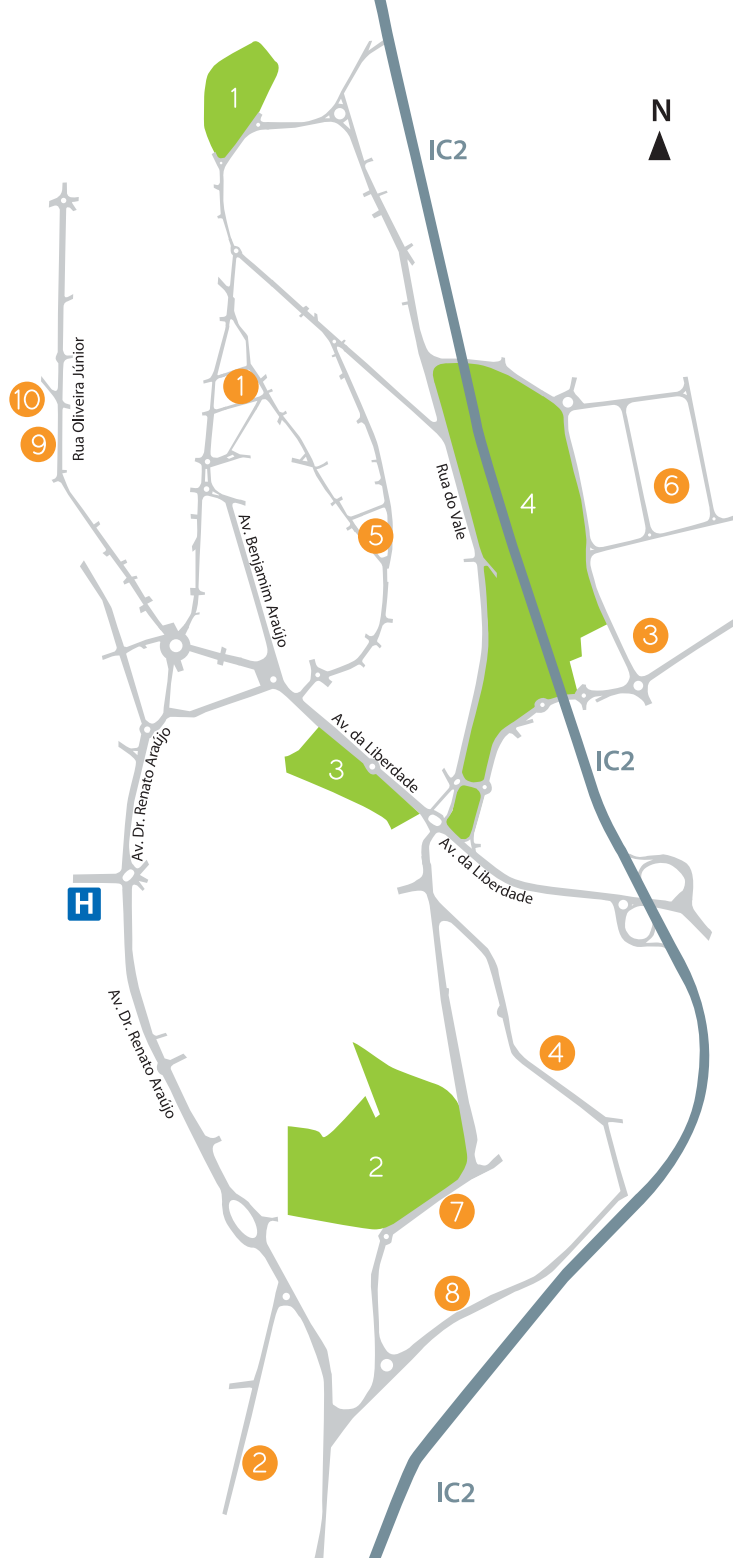 1
N
IC2
Rua Oliveira Júnior
1
10
9
4
6
Rua do Vale
5
Av. Benjamim Araújo
3
Av. da Liberdade
3
Av. Dr. Renato Araújo
IC2
Av. da Liberdade
H
Av. Dr. Renato Araújo
4
2
7
8
2
IC2